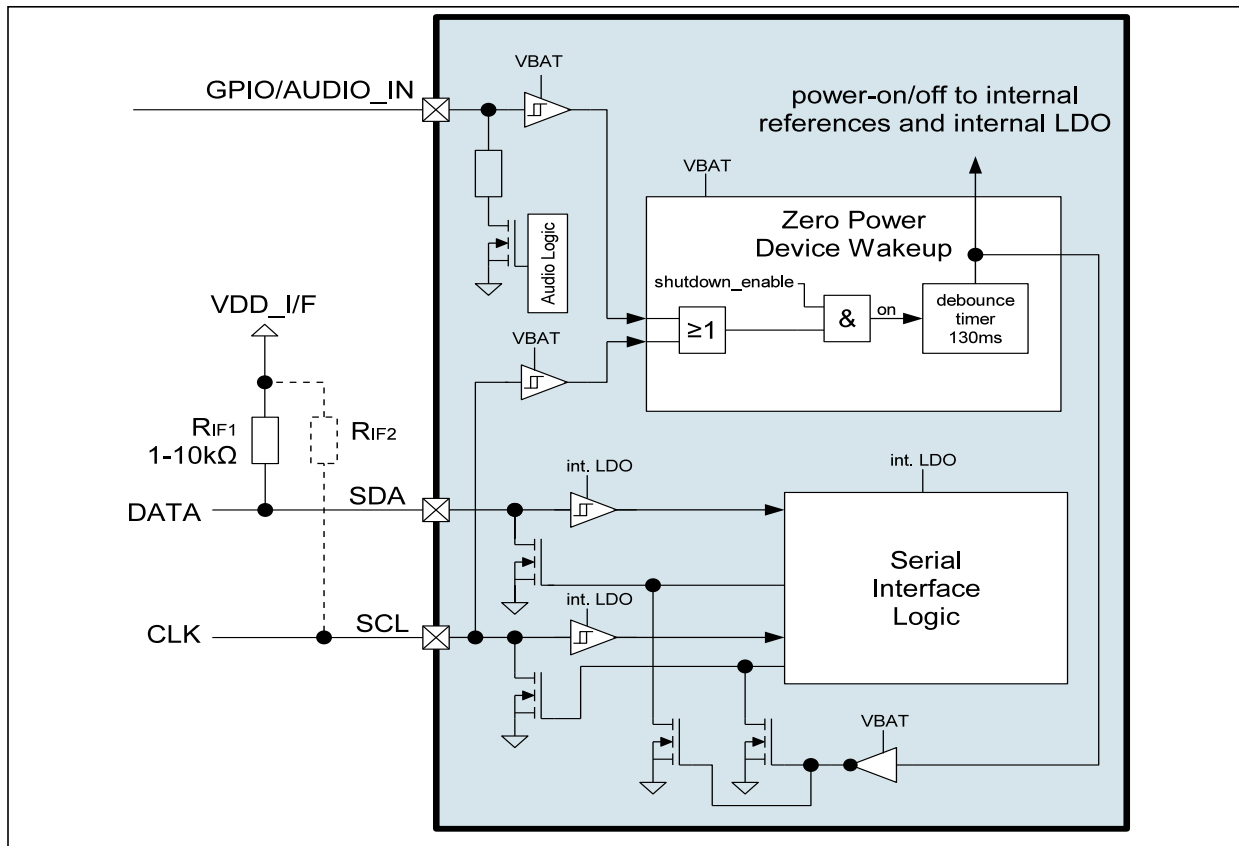 VBAT
GPIO/AUDIO_IN
power-on/off to internal
references and internal LDO
VBAT
Zero Power
Device Wakeup
Audio Logic
shutdown_enable
VDD_I/F
≥1
&
on
debounce
timer
130ms
VBAT
RIF1
1-10kΩ
RIF2
int. LDO
int. LDO
SDA
DATA
Serial
Interface
Logic
int. LDO
SCL
CLK
VBAT